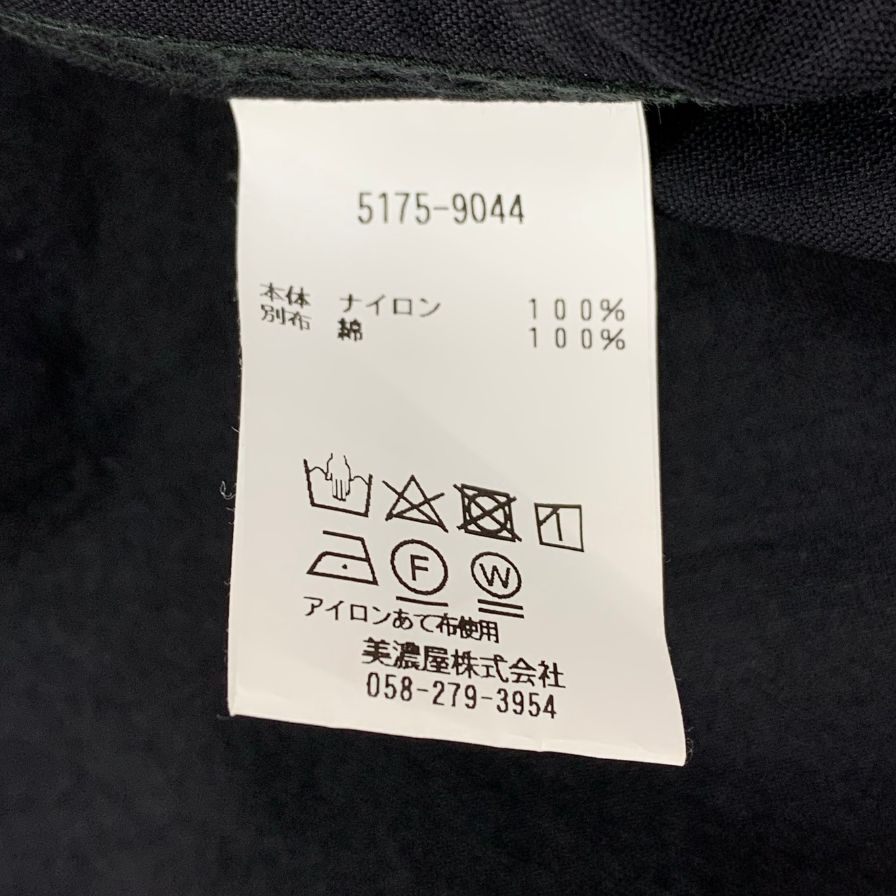 5175-9044
本体 ナイロン 100%
別布 綿 100%
F W
アイロンあて布使用
美濃屋株式会社
058-279-3954